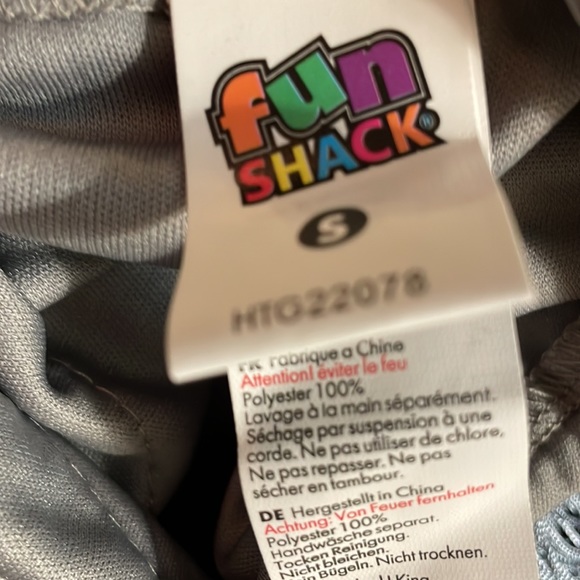 fun
SHACK®
S
HTG22078
FR Fabriqué à Chine
Attention! éviter le feu
Polyester 100%
Lavage à la main séparément.
Séchage par suspension à une
corde. Ne pas utiliser de chlore.
Ne pas repasser. Ne pas
sécher en tambour.
DE Hergestellt in China
Achtung: Von Feuer fernhalten
Polyester 100%
Handwäsche separat.
Tocken Reinigung.
Nicht bleichen.
Bügeln. Nicht trocknen.